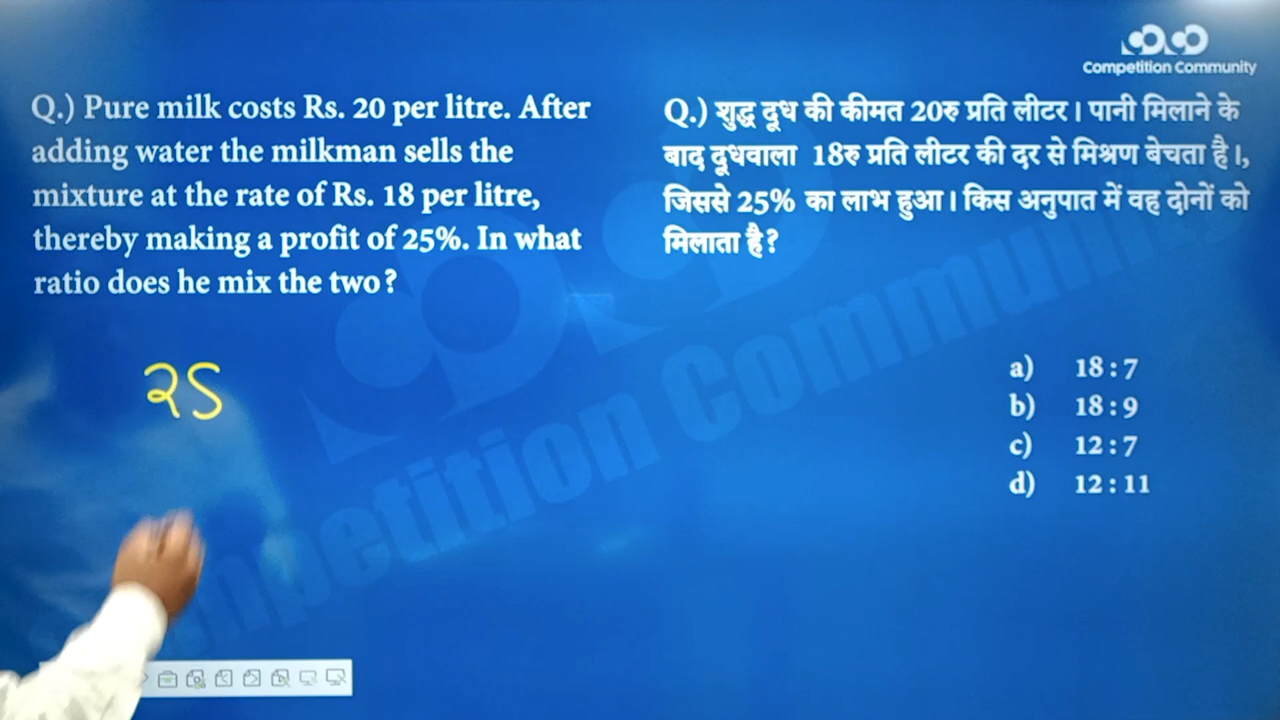 Competition Community
Q.) Pure milk costs Rs. 20 per litre. After
adding water the milkman sells the
mixture at the rate of Rs. 18 per litre,
thereby making a profit of 25%. In what
ratio does he mix the two?
Q.) शुद्ध दूध की कीमत 20रु प्रति लीटर। पानी मिलाने के
बाद दूधवाला 18रु प्रति लीटर की दर से मिश्रण बेचता है।,
जिससे 25% का लाभ हुआ। किस अनुपात में वह दोनों को
मिलाता है?
25
a) 18 : 7
b) 18 : 9
c) 12 : 7
d) 12 : 11
Competition Community